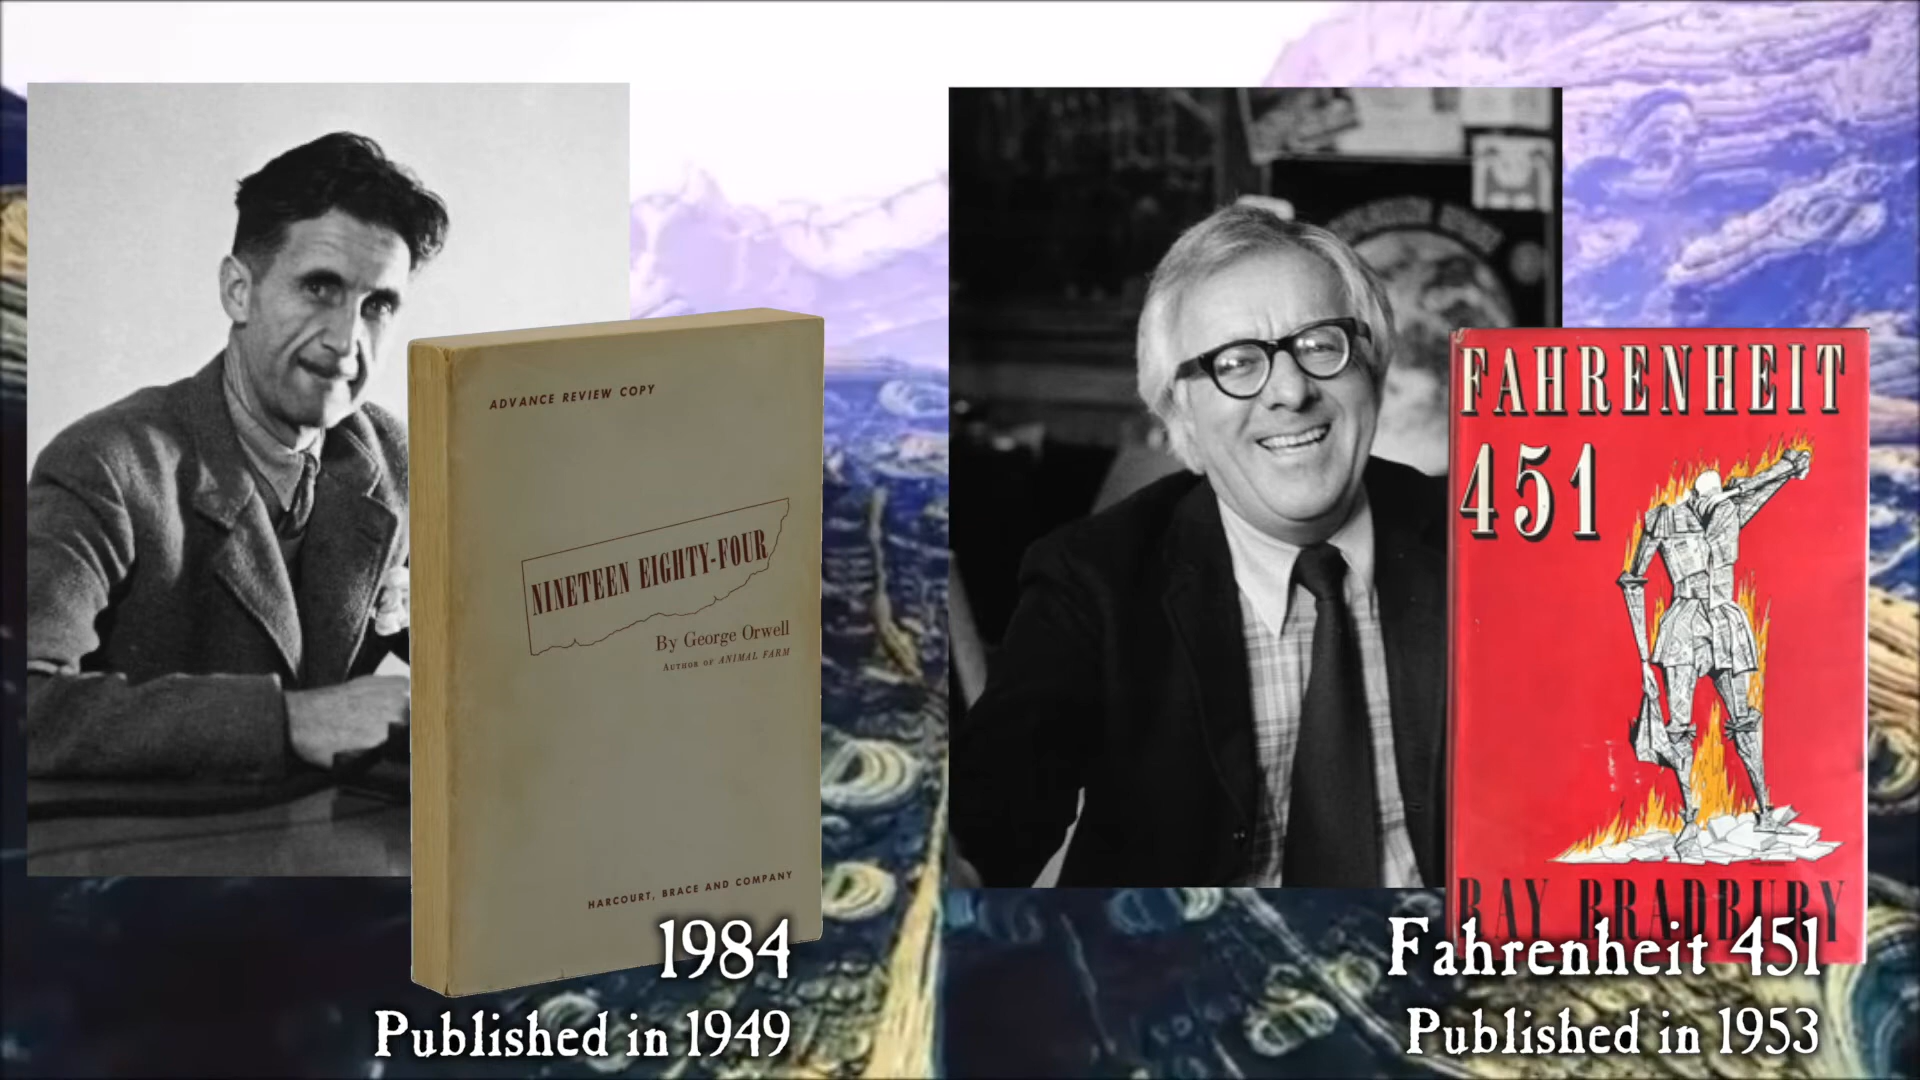 ADVANCE REVIEW COPY
NINETEEN EIGHTY-FOUR
By George Orwell
AUTHOR OF ANIMAL FARM
HARCOURT, BRACE AND COMPANY
1984
Published in 1949
FAHRENHEIT
451
RAY BRADBURY
Fahrenheit 451
Published in 1953